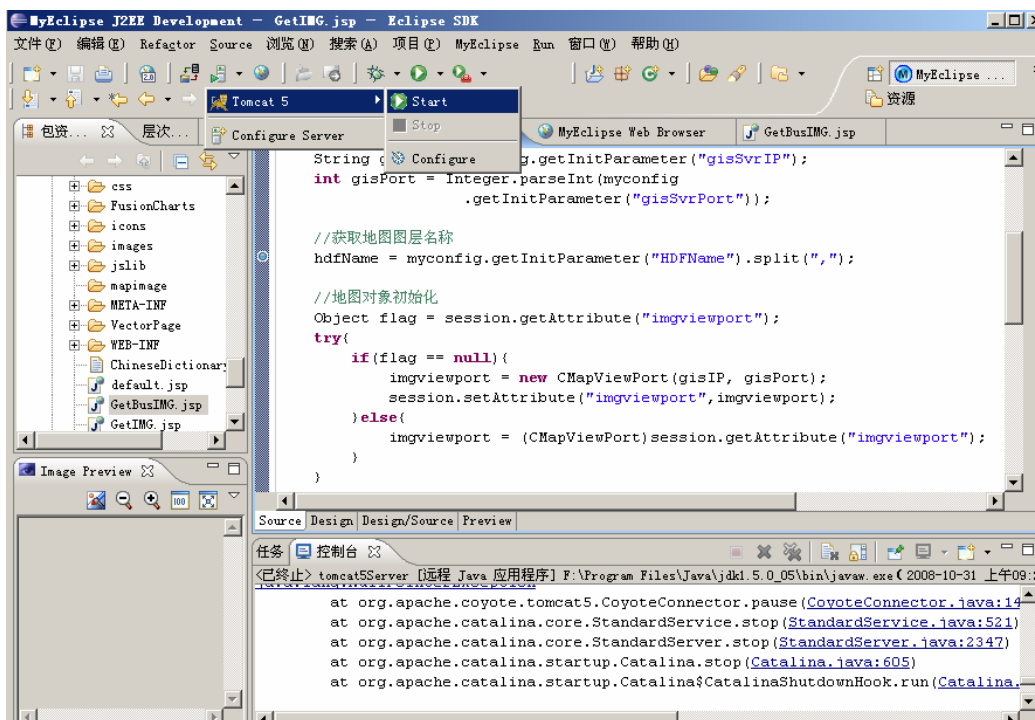 MyEclipse J2EE Development - GetIMG.jsp - Eclipse SDK
文件(F) 编辑(E) Refactor Source 浏览(N) 搜索(A) 项目(P) MyEclipse Run 窗口(W) 帮助(H)
MyEclipse ...
资源
Tomcat 5
Configure Server
Start
Stop
Configure
包资... 层次...
css
FusionCharts
icons
images
jslib
mapimage
META-INF
VectorPage
WEB-INF
ChineseDictionary
default.jsp
GetBusIMG.jsp
GetIMG.jsp
Image Preview
100
MyEclipse Web Browser GetBusIMG.jsp
String g g.getInitParameter("gisSvrIP");
int gisPort = Integer.parseInt(myconfig
.getInitParameter("gisSvrPort"));
//获取地图图层名称
hdfName = myconfig.getInitParameter("HDFName").split(",");
//地图对象初始化
Object flag = session.getAttribute("imgviewport");
try{
if(flag == null){
imgviewport = new CMapViewPort(gisIP, gisPort);
session.setAttribute("imgviewport",imgviewport);
}else{
imgviewport = (CMapViewPort)session.getAttribute("imgviewport");
}
}
Source Design Design/Source Preview
任务 控制台
<已终止> tomcat5Server [远程 Java 应用程序] F:\Program Files\Java\jdk1.5.0_05\bin\javaw.exe(2008-10-31 上午09:
java.lang.NullPointerException
at org.apache.coyote.tomcat5.CoyoteConnector.pause(CoyoteConnector.java:14
at org.apache.catalina.core.StandardService.stop(StandardService.java:521)
at org.apache.catalina.core.StandardServer.stop(StandardServer.java:2347)
at org.apache.catalina.startup.Catalina.stop(Catalina.java:605)
at org.apache.catalina.startup.Catalina$CatalinaShutdownHook.run(Catalina.